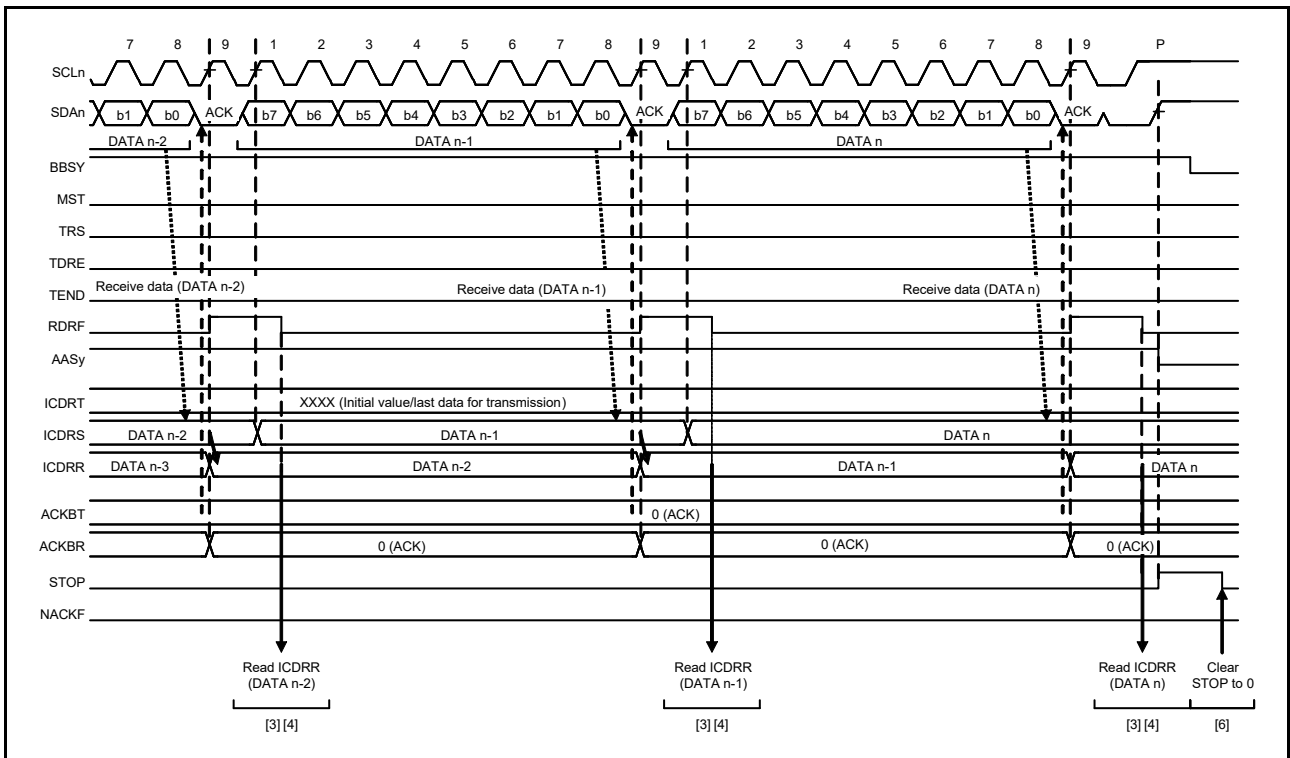 7 8 9 1 2 3 4 5 6 7 8 9 1 2 3 4 5 6 7 8 9 P
SCLn
SDAn b1 b0 ACK b7 b6 b5 b4 b3 b2 b1 b0 ACK b7 b6 b5 b4 b3 b2 b1 b0 ACK
DATA n-2 DATA n-1 DATA n
BBSY
MST
TRS
TDRE
TEND Receive data (DATA n-2) Receive data (DATA n-1) Receive data (DATA n)
RDRF
AASy
ICDRT XXXX (Initial value/last data for transmission)
ICDRS DATA n-2 DATA n-1 DATA n
ICDRR DATA n-3 DATA n-2 DATA n-1 DATA n
ACKBT 0 (ACK)
ACKBR 0 (ACK) 0 (ACK) 0 (ACK)
STOP
NACKF
Read ICDRR Read ICDRR Read ICDRR Clear
(DATA n-2) (DATA n-1) (DATA n) STOP to 0
[3] [4] [3] [4] [3] [4] [6]